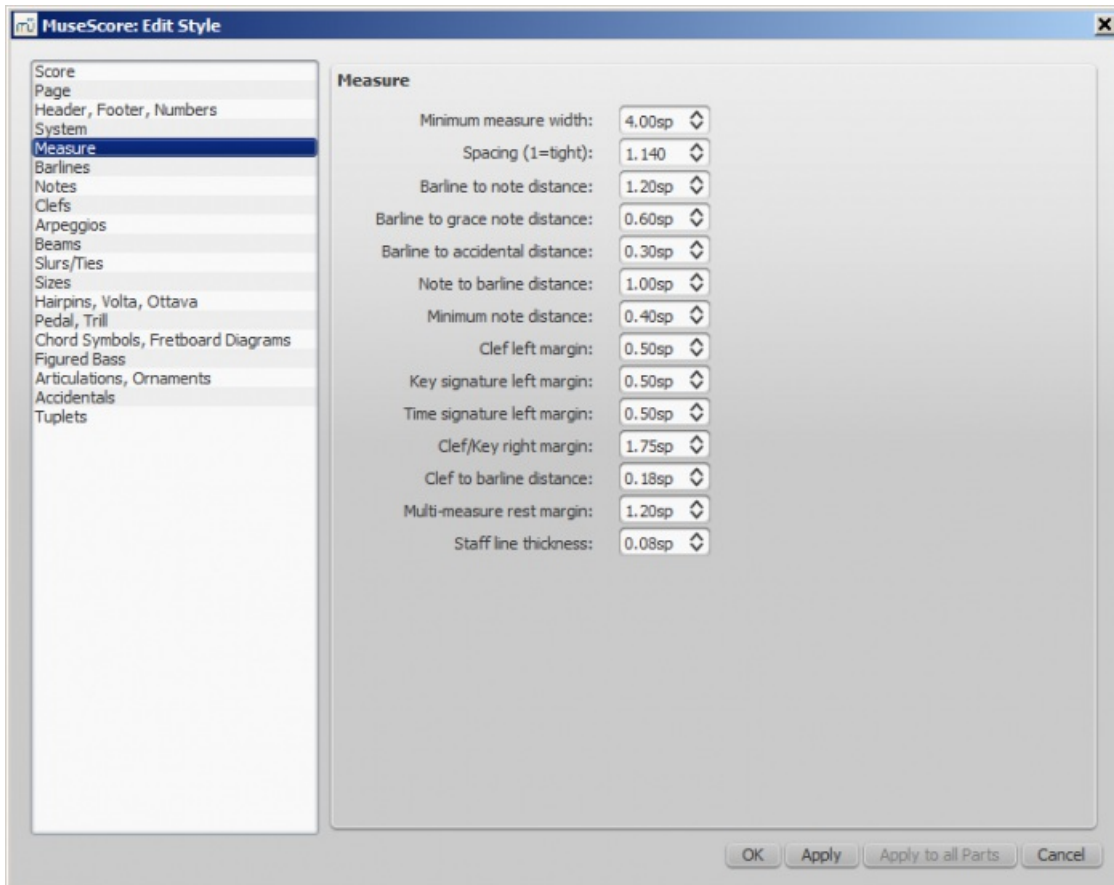 MuseScore: Edit Style
Score
Page
Header, Footer, Numbers
System
Measure
Barlines
Notes
Clefs
Arpeggios
Beams
Slurs/Ties
Sizes
Hairpins, Volta, Ottava
Pedal, Trill
Chord Symbols, Fretboard Diagrams
Figured Bass
Articulations, Ornaments
Accidentals
Tuplets
Measure
Minimum measure width: 4.00sp
Spacing (1=tight): 1.140
Barline to note distance: 1.20sp
Barline to grace note distance: 0.60sp
Barline to accidental distance: 0.30sp
Note to barline distance: 1.00sp
Minimum note distance: 0.40sp
Clef left margin: 0.50sp
Key signature left margin: 0.50sp
Time signature left margin: 0.50sp
Clef/Key right margin: 1.75sp
Clef to barline distance: 0.18sp
Multi-measure rest margin: 1.20sp
Staff line thickness: 0.08sp
OK Apply Apply to all Parts Cancel